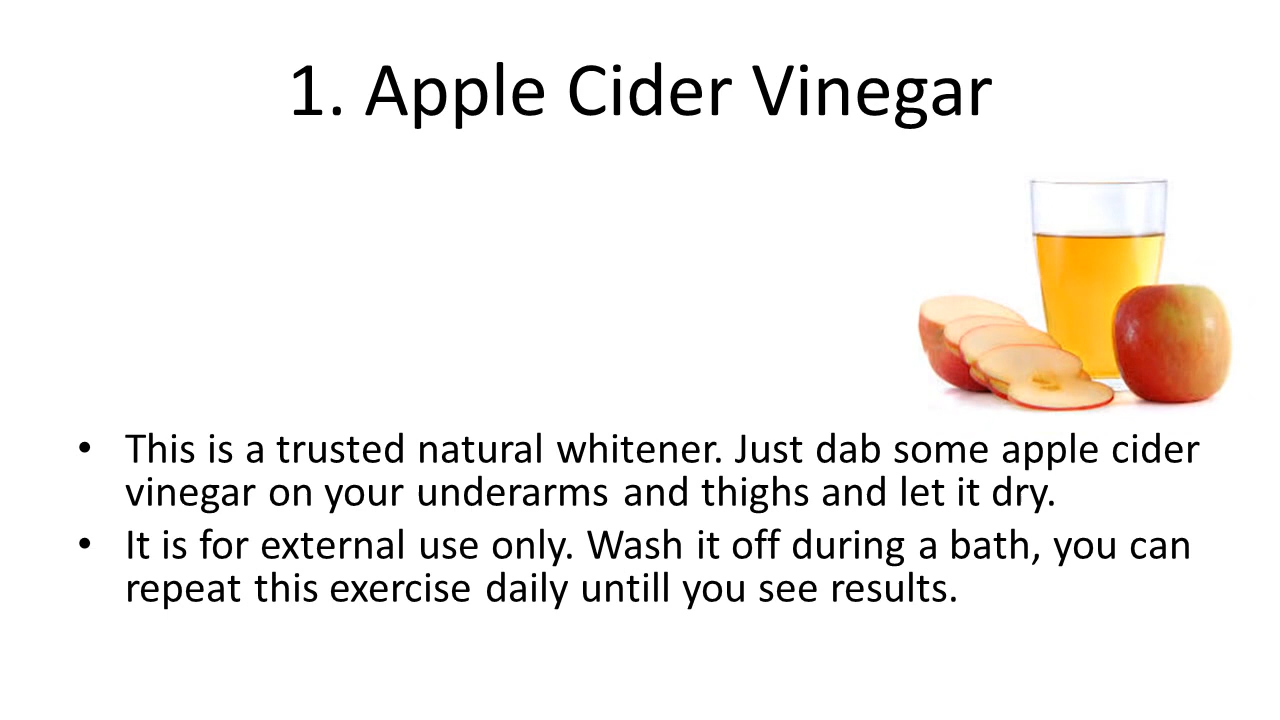 1. Apple Cider Vinegar
• This is a trusted natural whitener. Just dab some apple cider
vinegar on your underarms and thighs and let it dry.
• It is for external use only. Wash it off during a bath, you can
repeat this exercise daily untill you see results.